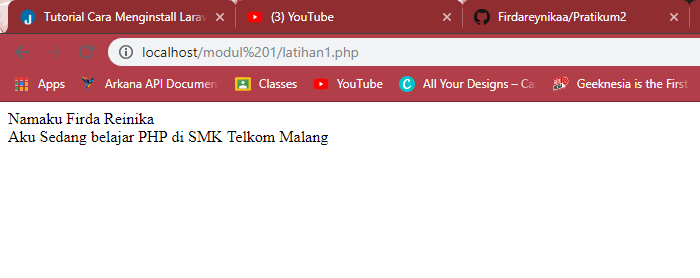 Tutorial Cara Menginstall Larav
(3) YouTube
Firdareynikaa/Pratikum2
localhost/modul%201/latihan1.php
Apps
Arkana API Documen
Classes
YouTube
All Your Designs – Ca
Geeknesia is the First
Namaku Firda Reinika
Aku Sedang belajar PHP di SMK Telkom Malang